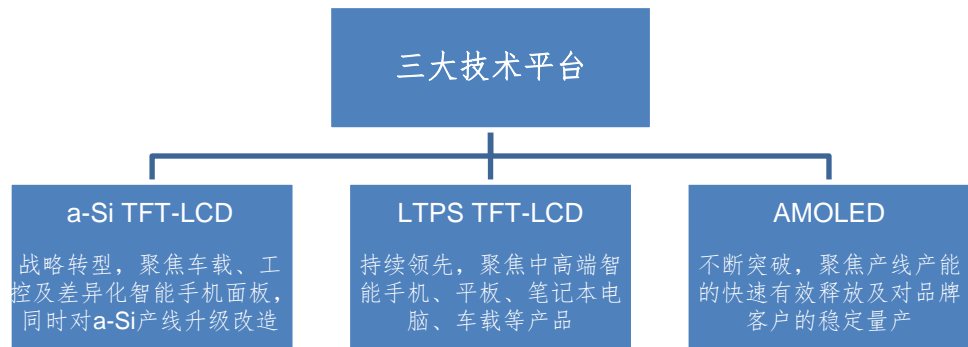 三大技术平台
a-Si TFT-LCD
战略转型，聚焦车载、工
控及差异化智能手机面板，
同时对a-Si产线升级改造
LTPS TFT-LCD
持续领先，聚焦中高端智
能手机、平板、笔记本电
脑、车载等产品
AMOLED
不断突破，聚焦产线产能
的快速有效释放及对品牌
客户的稳定量产